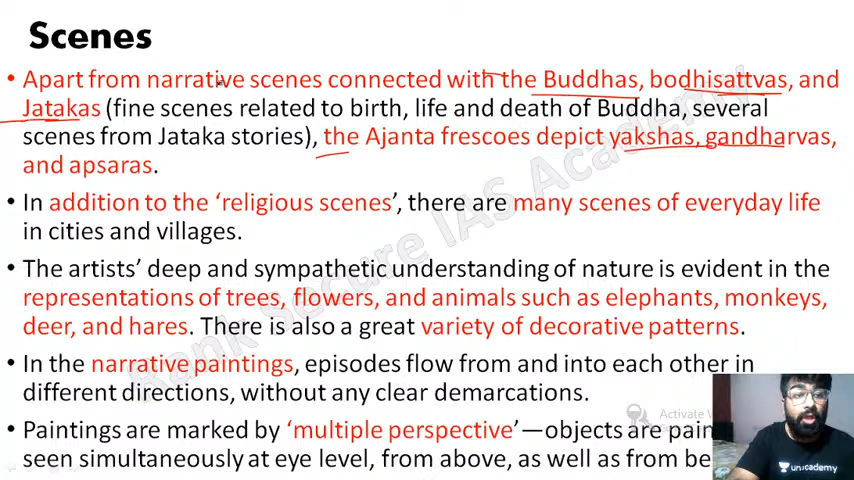 Scenes
• Apart from narrative scenes connected with the Buddhas, bodhisattvas, and
Jatakas (fine scenes related to birth, life and death of Buddha, several
scenes from Jataka stories), the Ajanta frescoes depict yakshas, gandharvas,
and apsaras.
• In addition to the ‘religious scenes’, there are many scenes of everyday life
in cities and villages.
• The artists’ deep and sympathetic understanding of nature is evident in the
representations of trees, flowers, and animals such as elephants, monkeys,
deer, and hares. There is also a great variety of decorative patterns.
• In the narrative paintings, episodes flow from and into each other in
different directions, without any clear demarcations.
Activate
• Paintings are marked by ‘multiple perspective’—objects are pain
seen simultaneously at eye level, from above, as well as from be
Rank Secure IAS Academy
unacademy